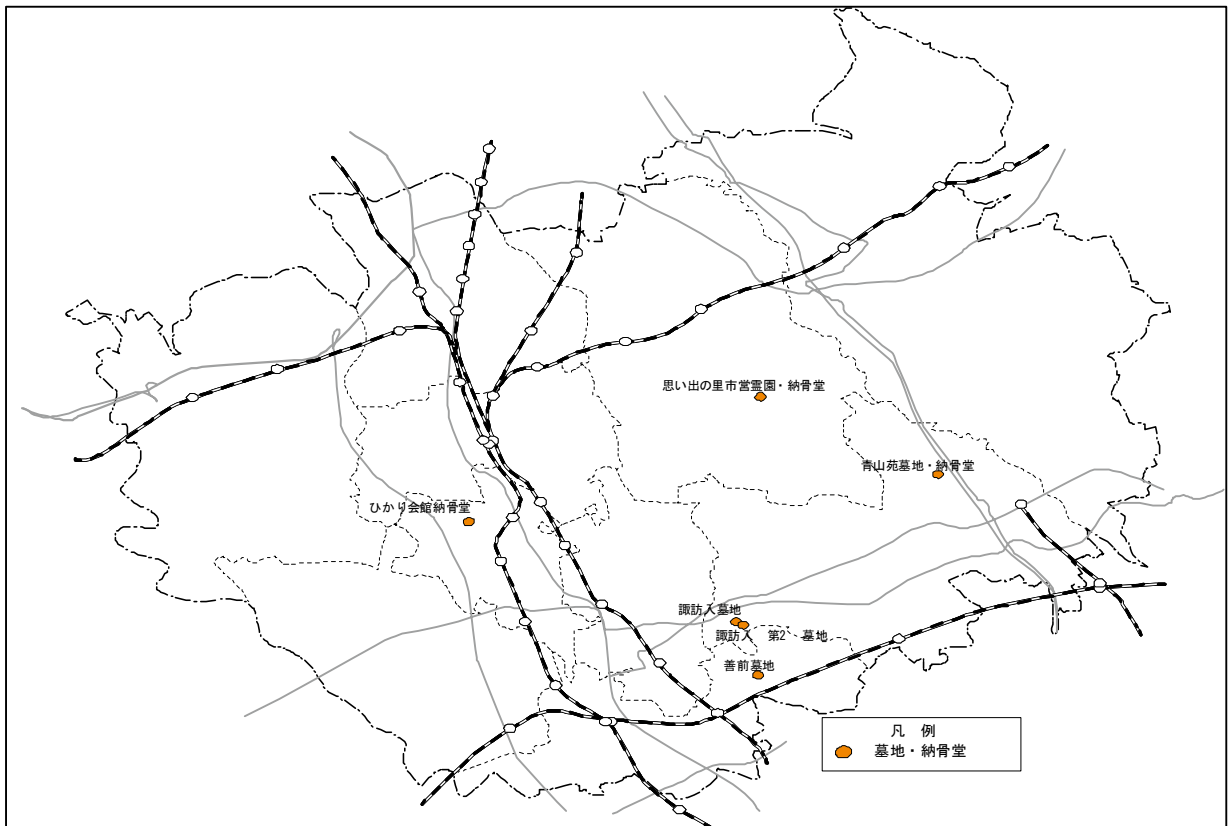 思い出の里市営霊園・納骨堂
青山苑墓地・納骨堂
ひかり会館納骨堂
諏訪入墓地
諏訪入　第2　墓地
善前墓地
凡　例
墓地・納骨堂